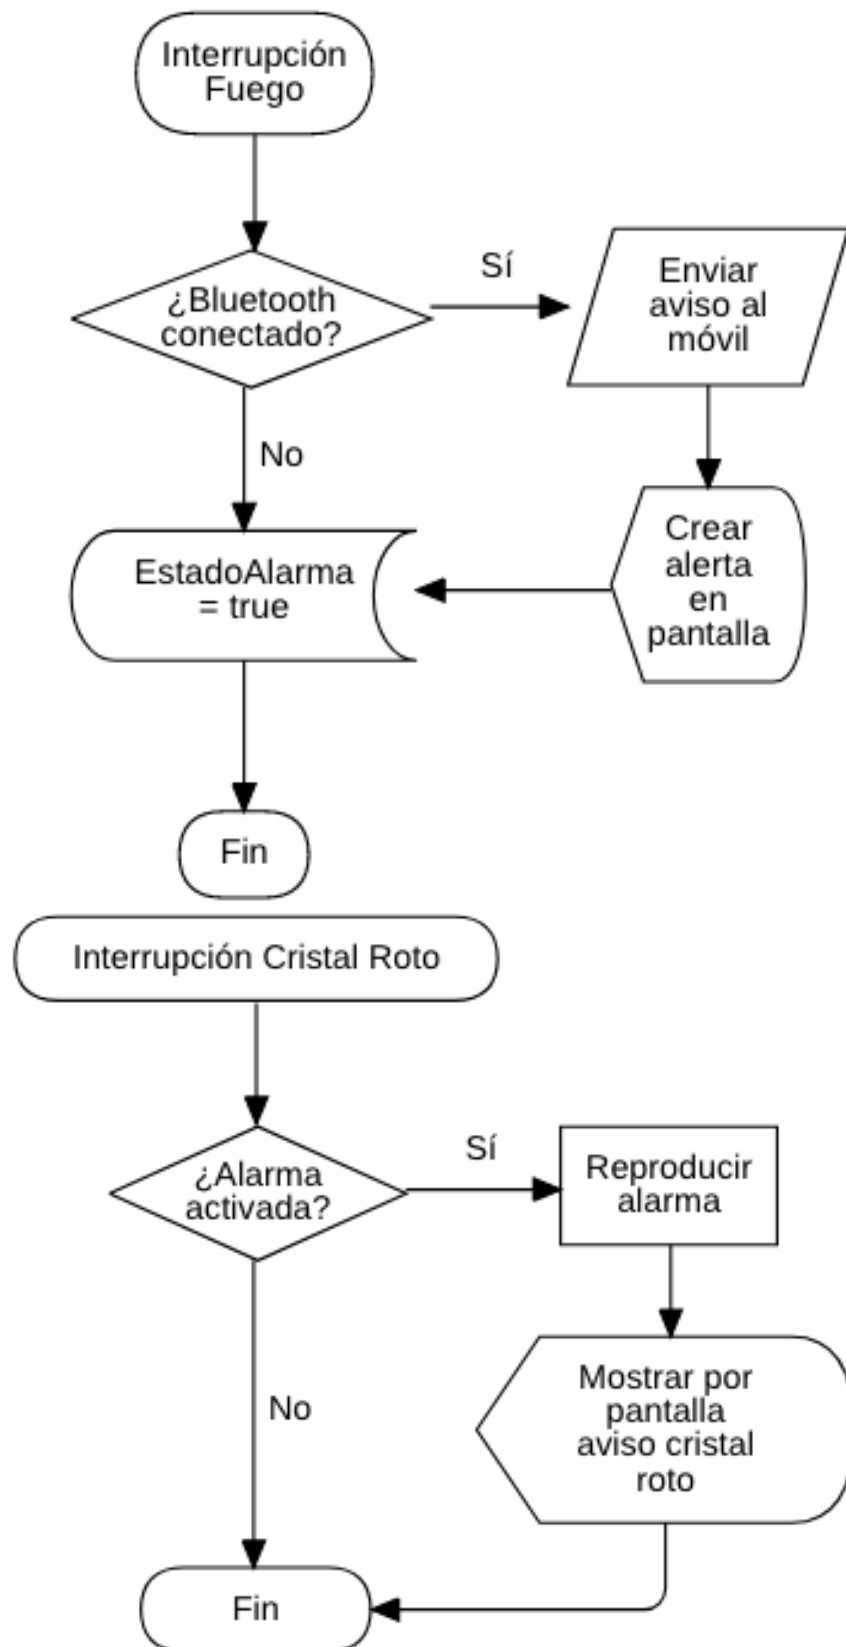 Interrupción
Fuego
¿Bluetooth
conectado?
Sí
Enviar
aviso al
móvil
No
EstadoAlarma
= true
Crear
alerta
en
pantalla
Fin
Interrupción Cristal Roto
¿Alarma
activada?
Sí
Reproducir
alarma
No
Mostrar por
pantalla
aviso cristal
roto
Fin